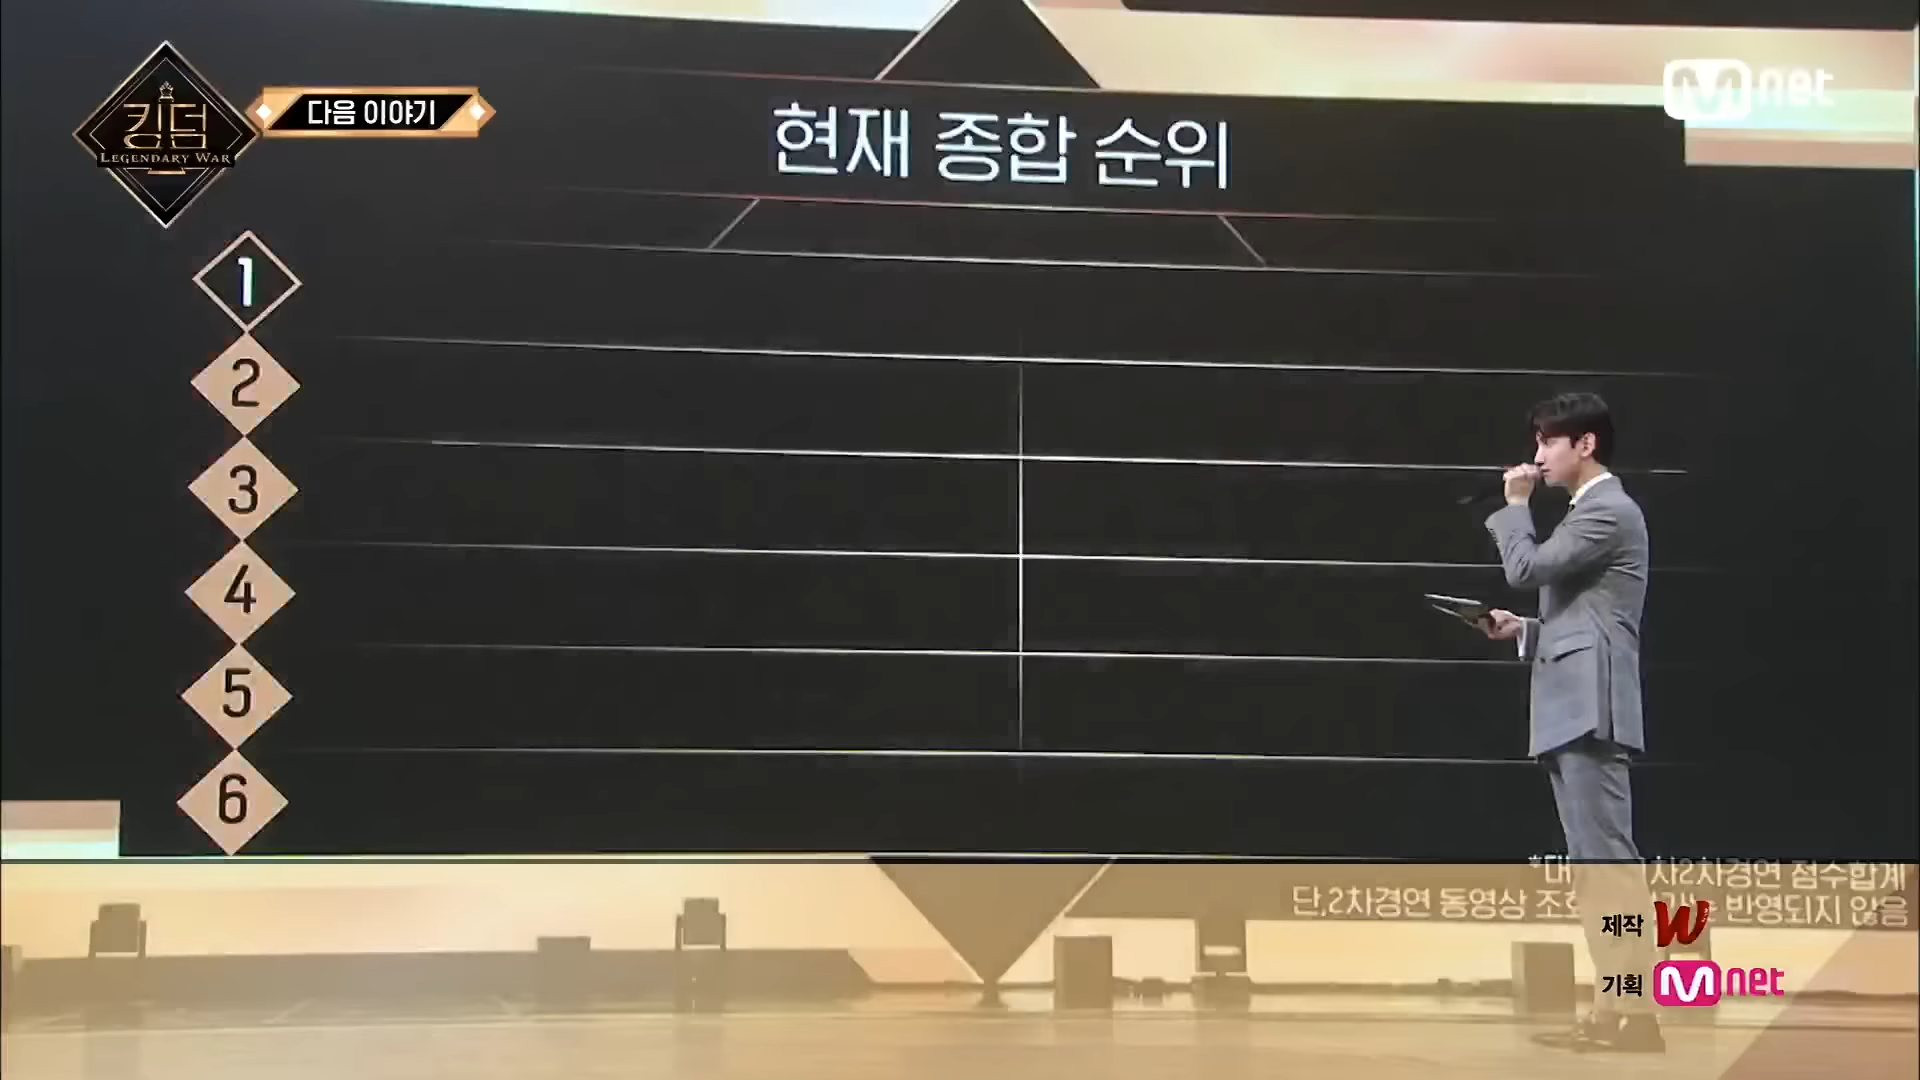 킹덤
LEGENDARY WAR
다음 이야기
Mnet
현재 종합 순위
1
2
3
4
5
6
차2차경연 점수합계
단,2차경연 동영상 반영되지 않음
제작 W
기획 Mnet